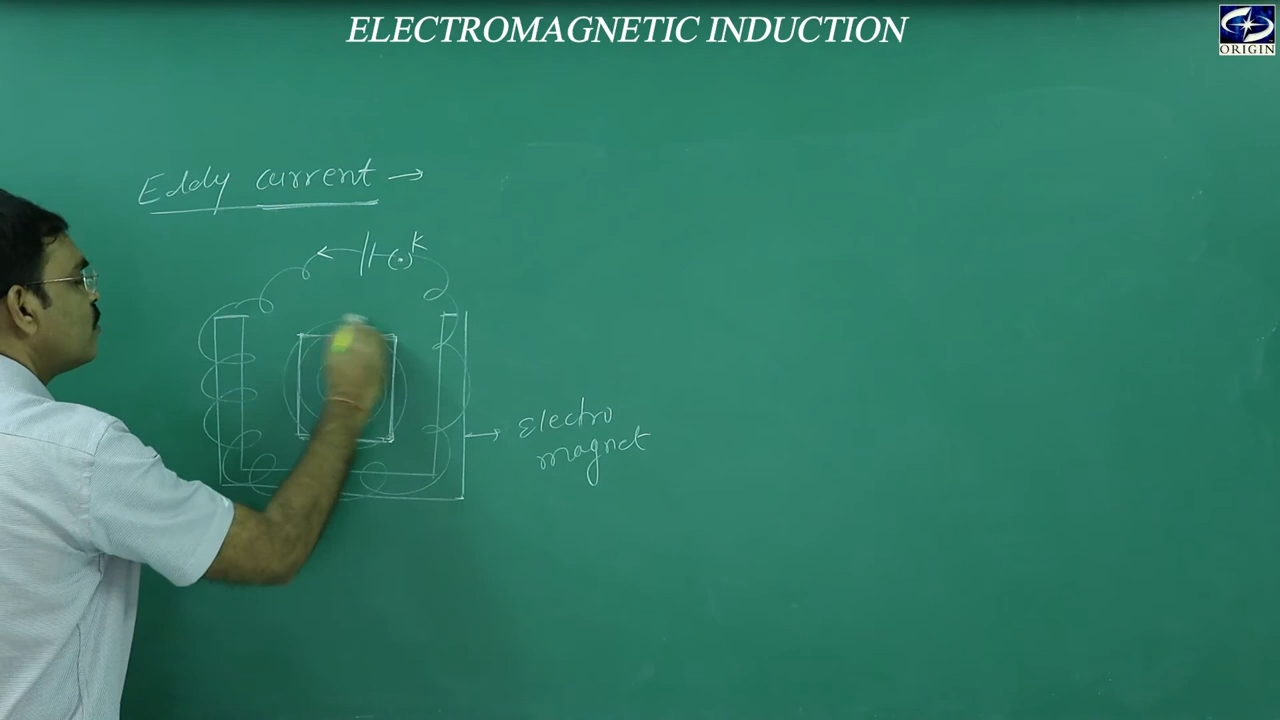 ELECTROMAGNETIC INDUCTION
ORIGIN
Eddy current →
K
Electro
magnet